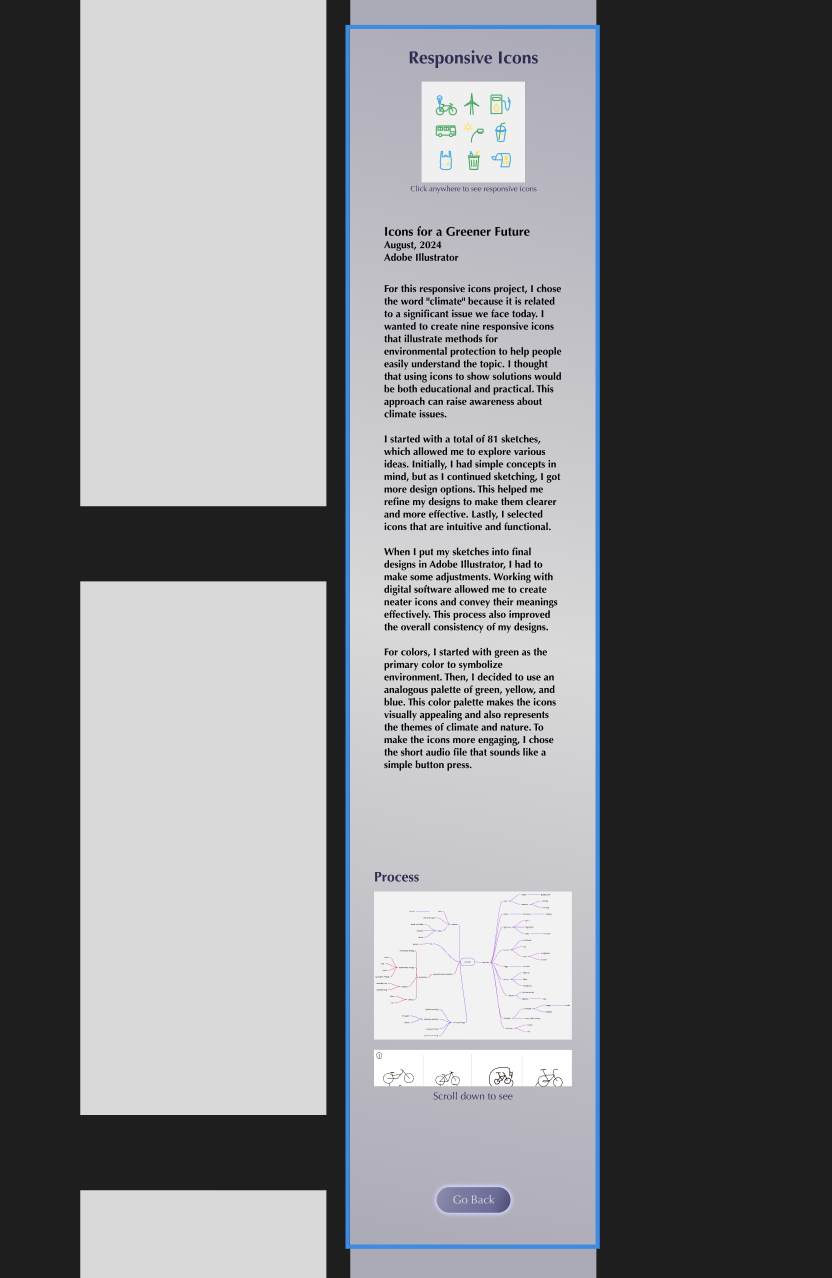 Responsive Icons
Click anywhere to see responsive icons
Icons for a Greener Future
August, 2024
Adobe Illustrator
For this responsive icons project, I chose
the word "climate" because it is related
to a significant issue we face today. I
wanted to create nine responsive icons
that illustrate methods for
environmental protection to help people
easily understand the topic. I thought
that using icons to show solutions would
be both educational and practical. This
approach can raise awareness about
climate issues.
I started with a total of 81 sketches,
which allowed me to explore various
ideas. Initially, I had simple concepts in
mind, but as I continued sketching, I got
more design options. This helped me
refine my designs to make them clearer
and more effective. Lastly, I selected
icons that are intuitive and functional.
When I put my sketches into final
designs in Adobe Illustrator, I had to
make some adjustments. Working with
digital software allowed me to create
neater icons and convey their meanings
effectively. This process also improved
the overall consistency of my designs.
For colors, I started with green as the
primary color to symbolize
environment. Then, I decided to use an
analogous palette of green, yellow, and
blue. This color palette makes the icons
visually appealing and also represents
the themes of climate and nature. To
make the icons more engaging, I chose
the short audio file that sounds like a
simple button press.
Process
Scroll down to see
Go Back